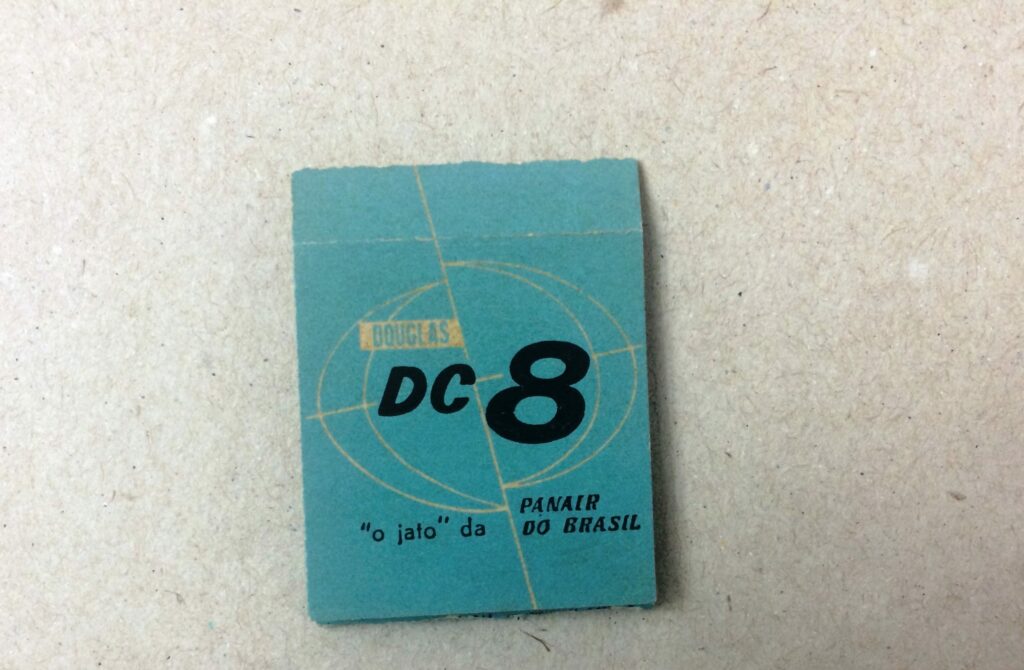 DOUGLAS
DC 8
"o jato" da PANAIR
DO BRASIL